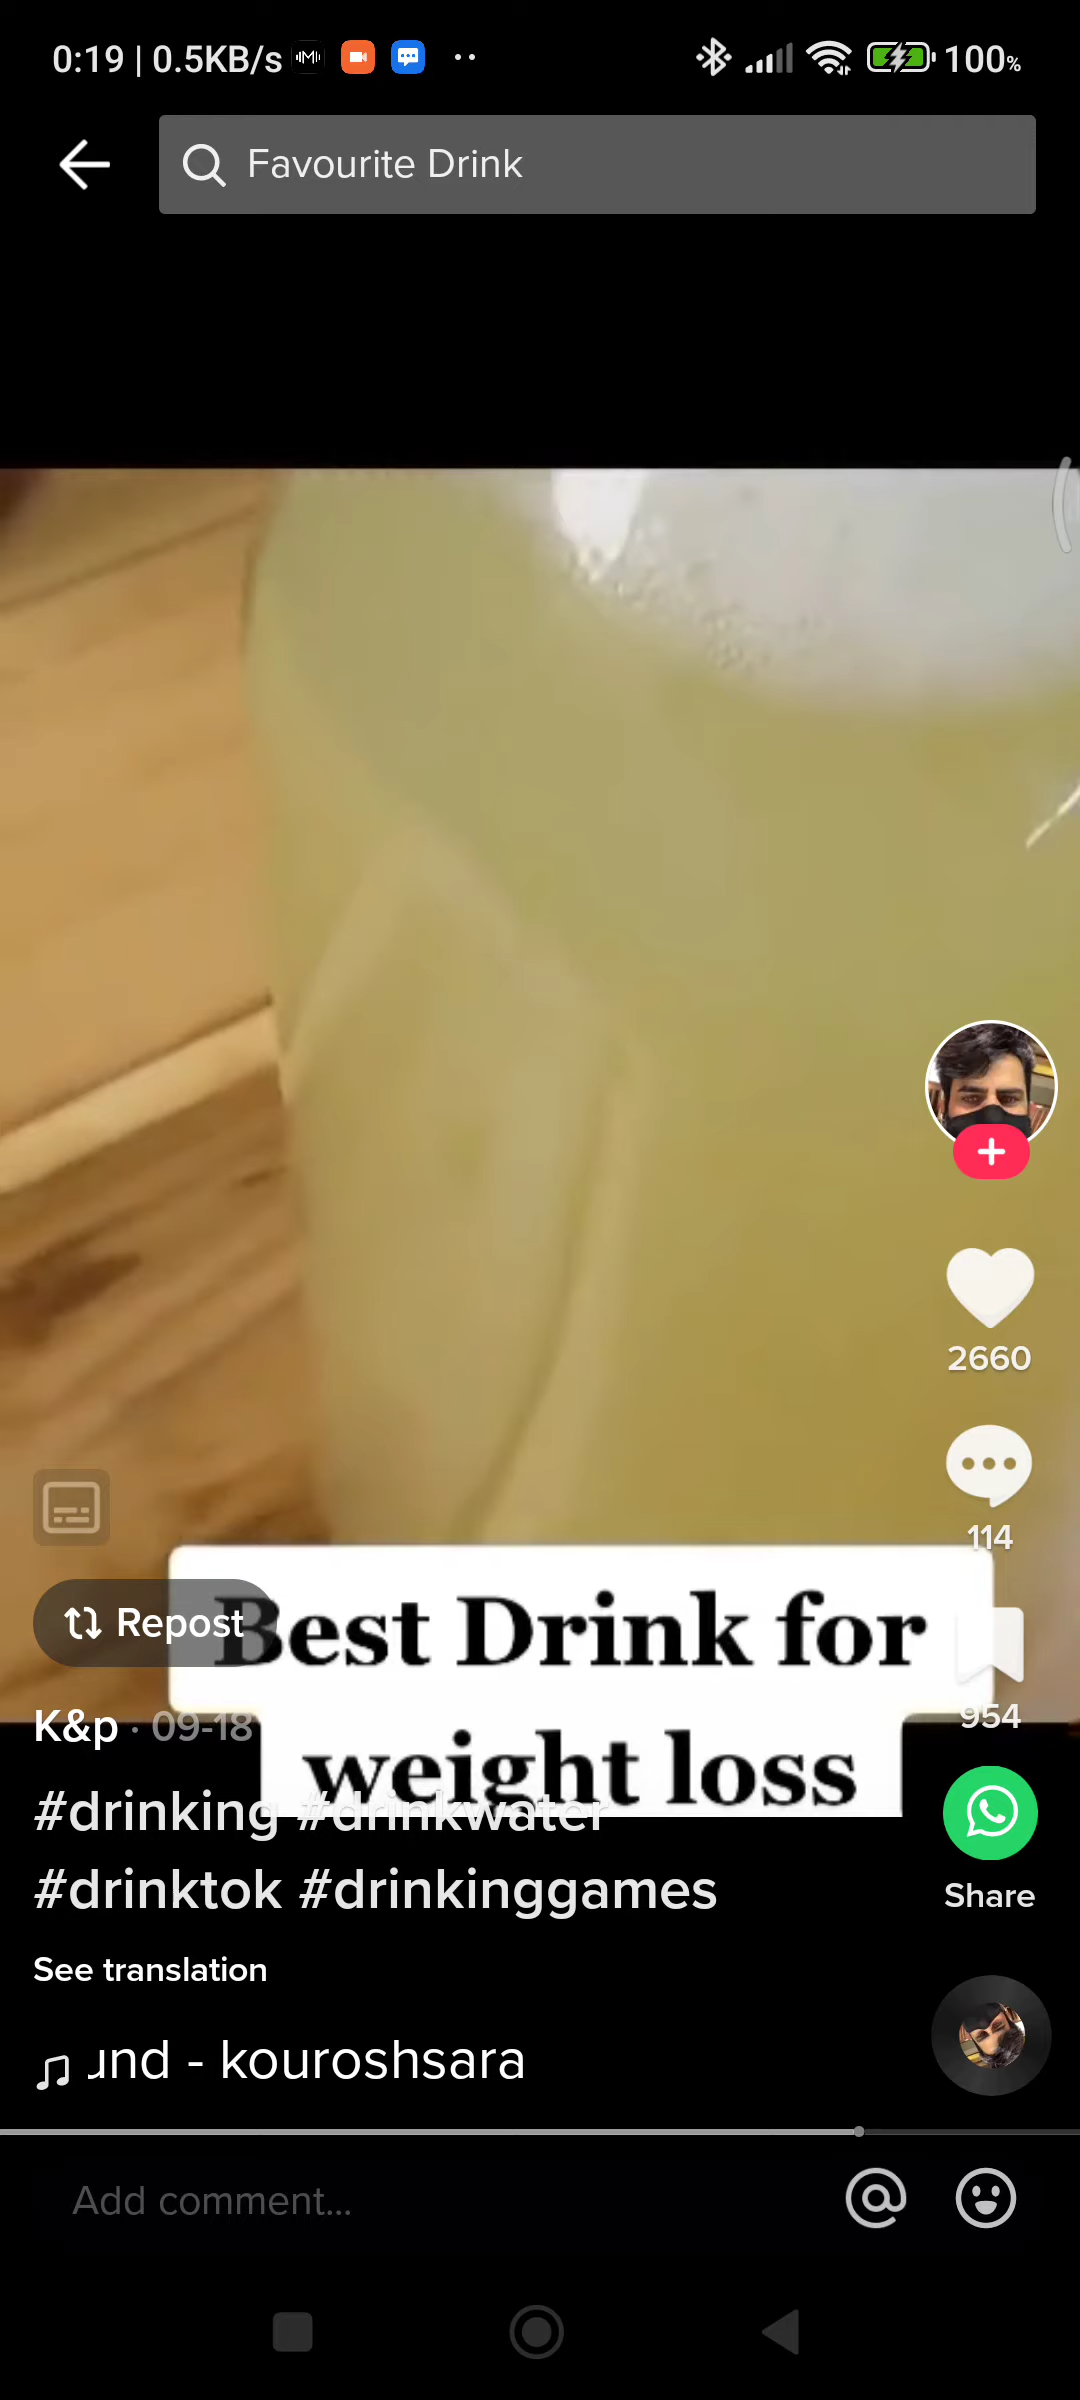 0:19 | 0.5KB/s
100%
Favourite Drink
2660
114
Best Drink for
Repost
954
K&p · 09-18
weight loss
#drinking #drinkwater
#drinktok #drinkinggames
Share
See translation
und - kouroshsara
Add comment...